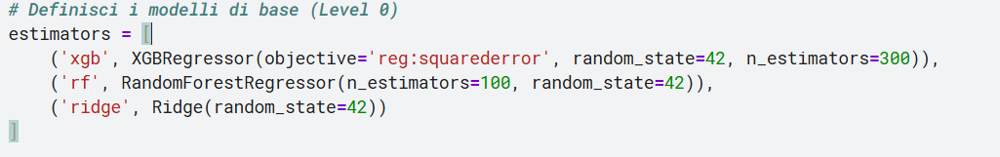 # Definisci i modelli di base (Level 0)
estimators = [
    ('xgb', XGBRegressor(objective='reg:squarederror', random_state=42, n_estimators=300)),
    ('rf', RandomForestRegressor(n_estimators=100, random_state=42)),
    ('ridge', Ridge(random_state=42))
]